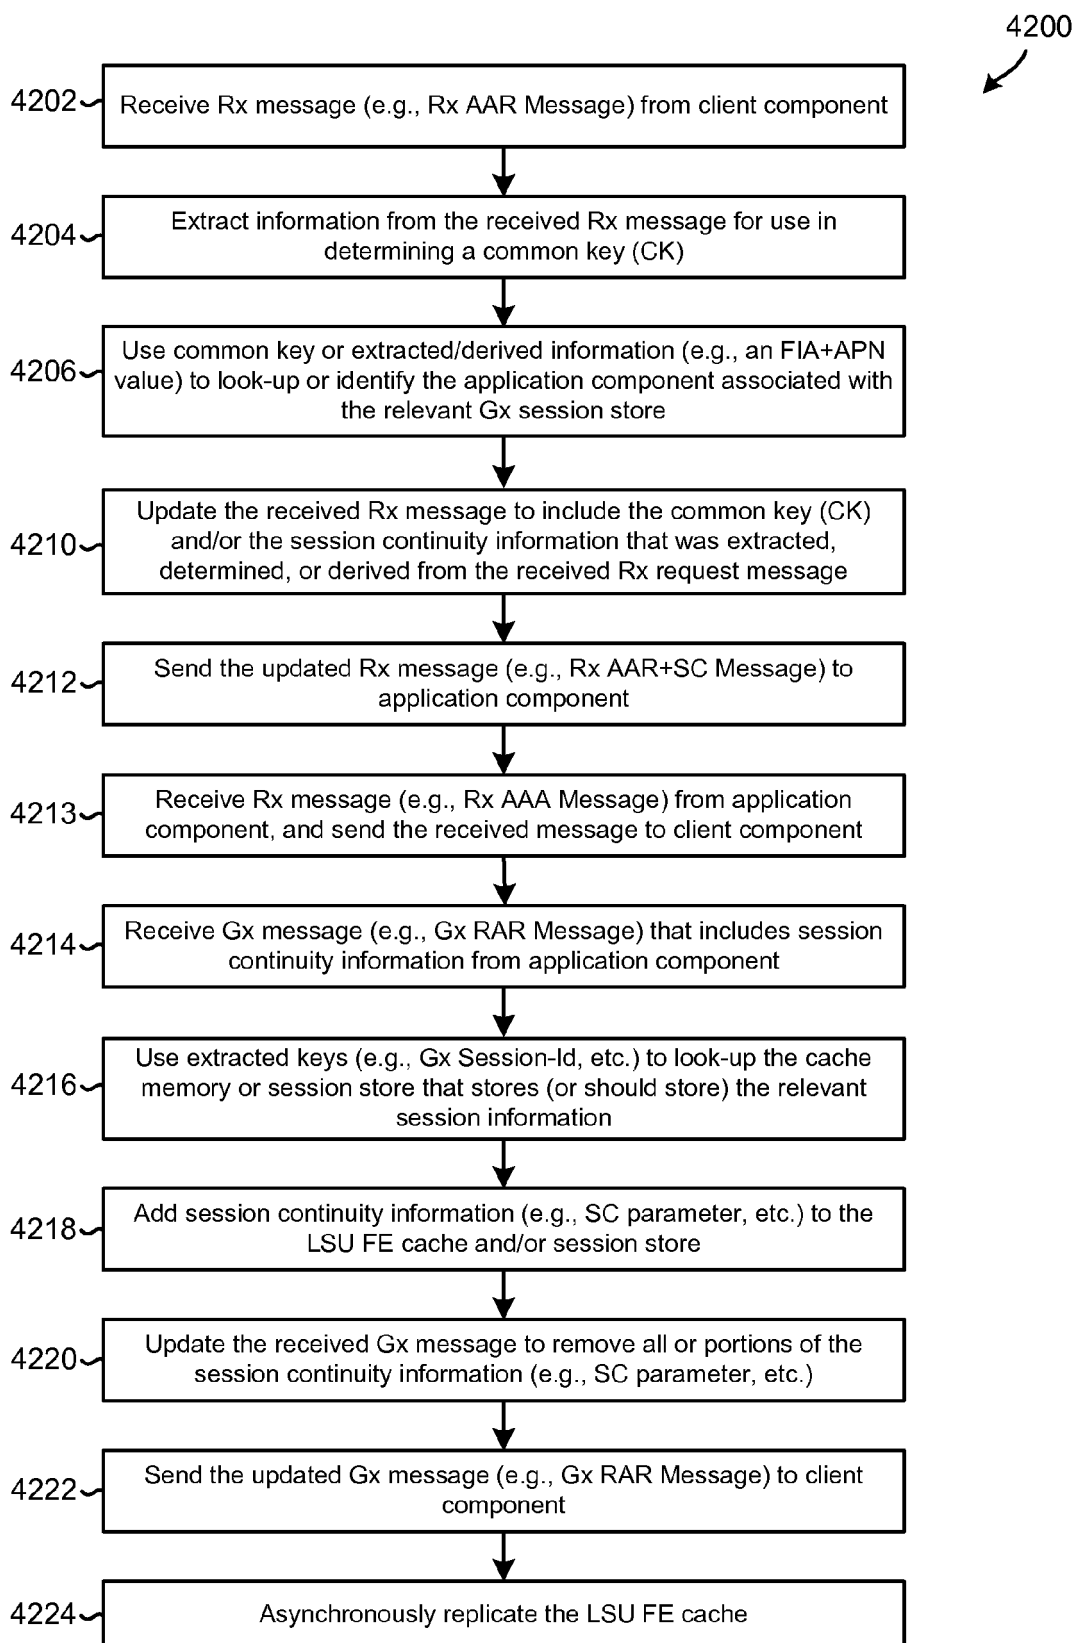 4200
4202
Receive Rx message (e.g., Rx AAR Message) from client component
4204
Extract information from the received Rx message for use in
determining a common key (CK)
4206
Use common key or extracted/derived information (e.g., an FIA+APN
value) to look-up or identify the application component associated with
the relevant Gx session store
4210
Update the received Rx message to include the common key (CK)
and/or the session continuity information that was extracted,
determined, or derived from the received Rx request message
4212
Send the updated Rx message (e.g., Rx AAR+SC Message) to
application component
4213
Receive Rx message (e.g., Rx AAA Message) from application
component, and send the received message to client component
4214
Receive Gx message (e.g., Gx RAR Message) that includes session
continuity information from application component
4216
Use extracted keys (e.g., Gx Session-Id, etc.) to look-up the cache
memory or session store that stores (or should store) the relevant
session information
4218
Add session continuity information (e.g., SC parameter, etc.) to the
LSU FE cache and/or session store
4220
Update the received Gx message to remove all or portions of the
session continuity information (e.g., SC parameter, etc.)
4222
Send the updated Gx message (e.g., Gx RAR Message) to client
component
4224
Asynchronously replicate the LSU FE cache